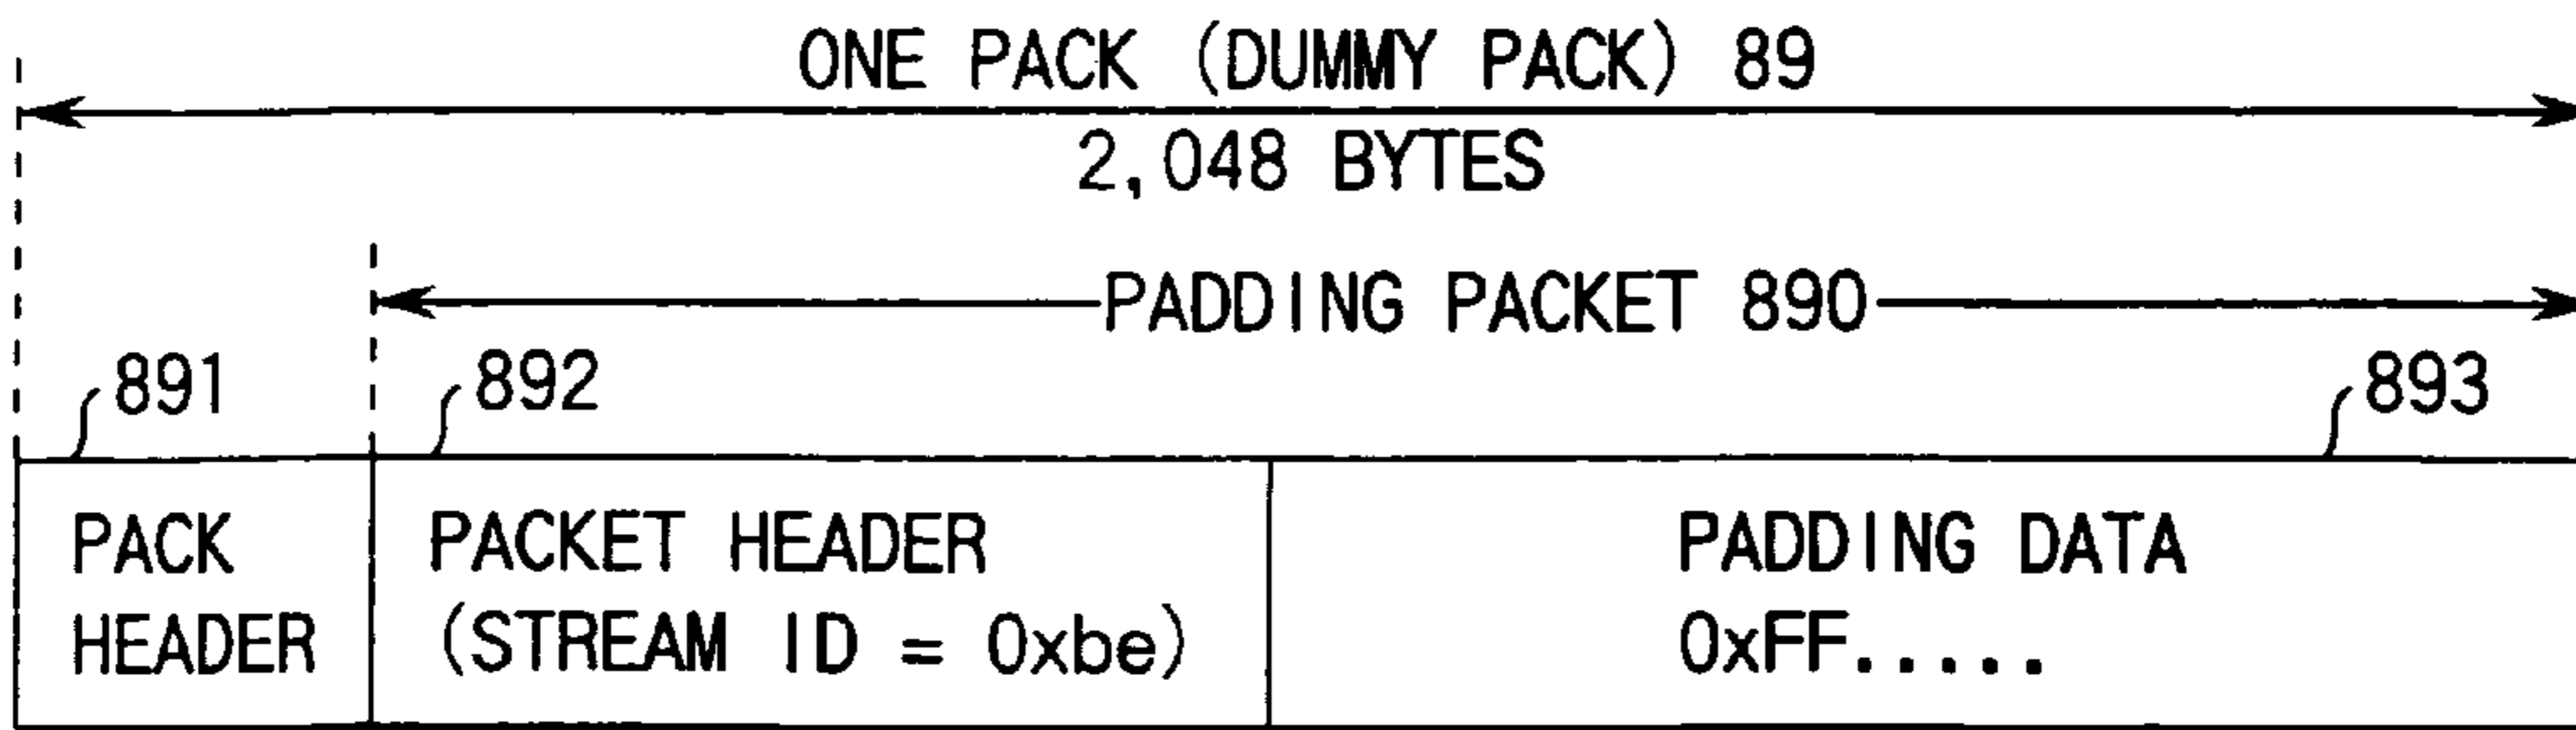 ONE PACK (DUMMY PACK) 89
2,048 BYTES
PADDING PACKET 890
891
892
893
PACK
HEADER
PACKET HEADER
(STREAM ID = 0xbe)
PADDING DATA
0xFF.....